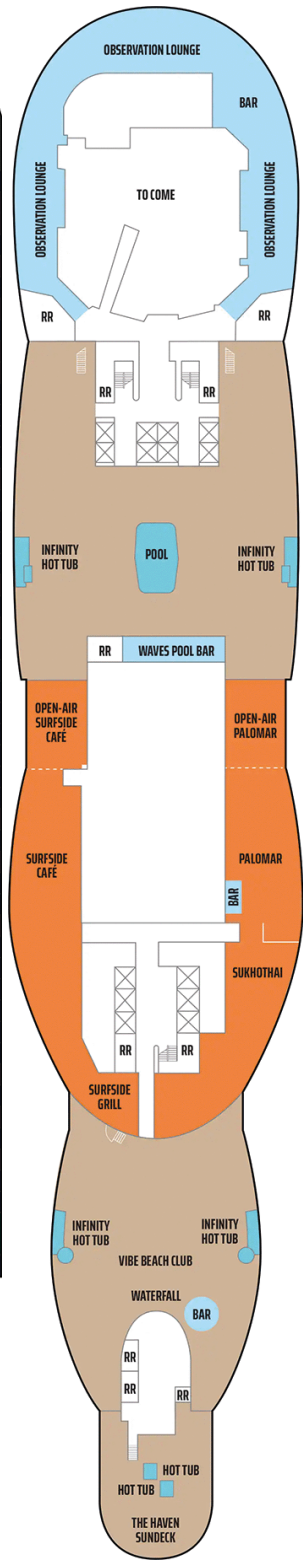 OBSERVATION LOUNGE
BAR
OBSERVATION LOUNGE
TO COME
OBSERVATION LOUNGE
RR
RR
RR
RR
INFINITY
HOT TUB
POOL
INFINITY
HOT TUB
RR
WAVES POOL BAR
OPEN-AIR
SURFSIDE
CAFÉ
OPEN-AIR
PALOMAR
SURFSIDE
CAFÉ
PALOMAR
BAR
SUKHOTHAI
RR
RR
SURFSIDE
GRILL
INFINITY
HOT TUB
INFINITY
HOT TUB
VIBE BEACH CLUB
WATERFALL
BAR
RR
RR
RR
HOT TUB
HOT TUB
THE HAVEN
SUNDECK